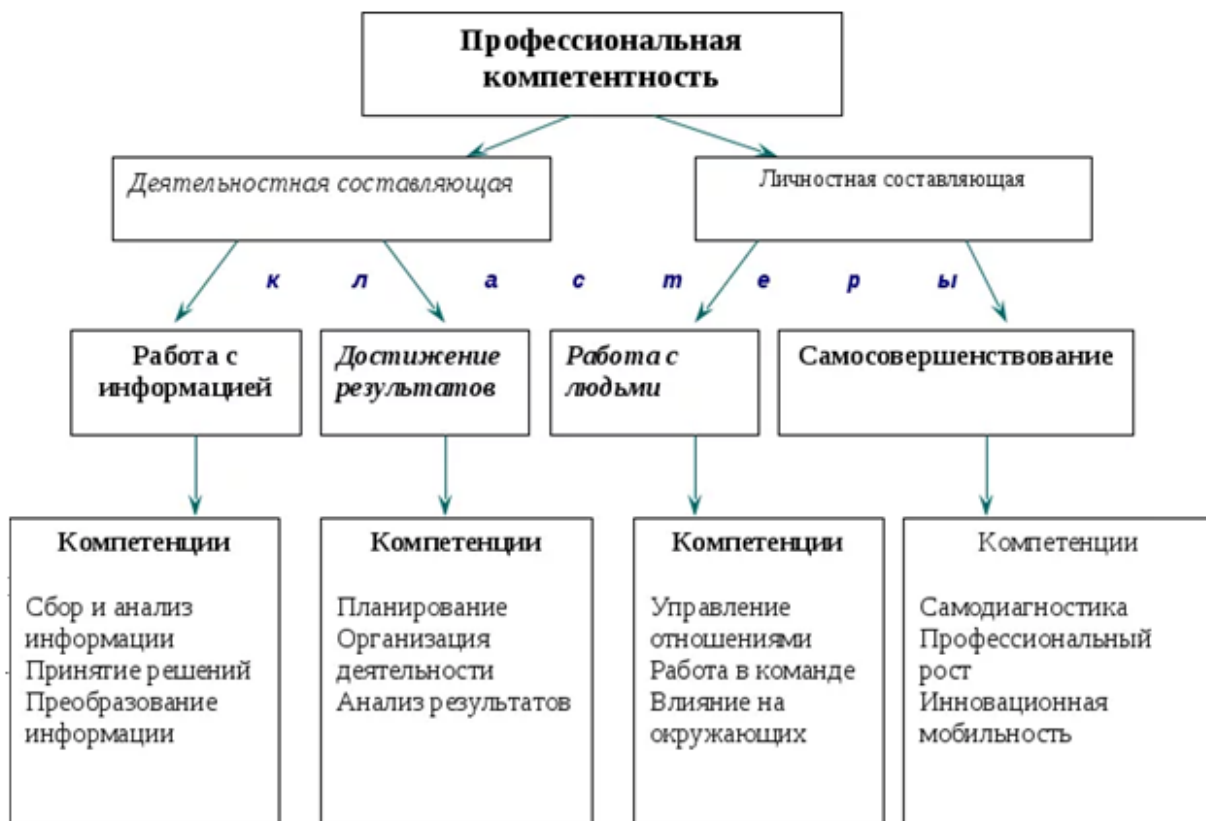 Профессиональная
компетентность
Деятельностная составляющая
Личностная составляющая
к л а с т е р ы
Работа с
информацией
Достижение
результатов
Работа с
людьми
Самосовершенствование
Компетенции
Сбор и анализ
информации
Принятие решений
Преобразование
информации
Компетенции
Планирование
Организация
деятельности
Анализ результатов
Компетенции
Управление
отношениями
Работа в команде
Влияние на
окружающих
Компетенции
Самодиагностика
Профессиональный
рост
Инновационная
мобильность